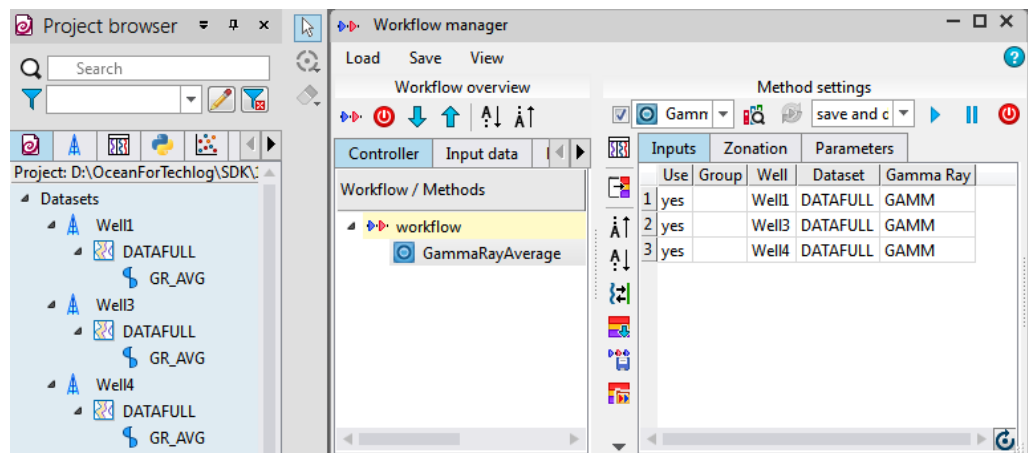 Project browser
Search
Project: D:\OceanForTechlog\SDK\
Datasets
Well1
DATAFULL
GR_AVG
Well3
DATAFULL
GR_AVG
Well4
DATAFULL
GR_AVG
Workflow manager
Load Save View
Workflow overview
Controller Input data
Workflow / Methods
workflow
GammaRayAverage
Method settings
Gamn save and c
Inputs Zonation Parameters
Use Group Well Dataset Gamma Ray
1 yes Well1 DATAFULL GAMM
2 yes Well3 DATAFULL GAMM
3 yes Well4 DATAFULL GAMM